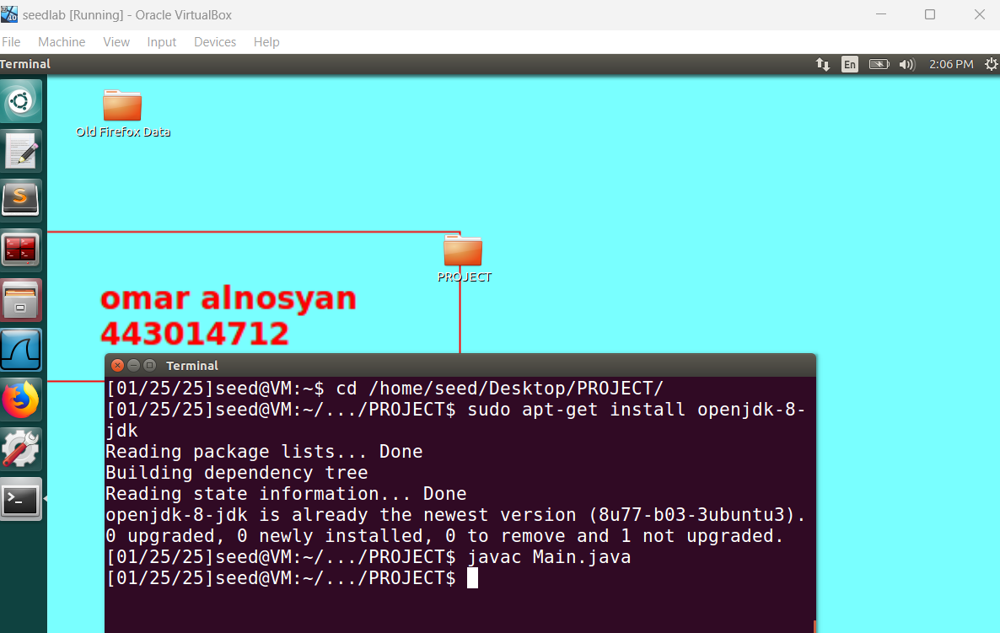 seedlab [Running] - Oracle VirtualBox
File Machine View Input Devices Help
Terminal En 2:06 PM
Old Firefox Data
PROJECT
omar alnosyan
443014712
Terminal
[01/25/25]seed@VM:~$ cd /home/seed/Desktop/PROJECT/
[01/25/25]seed@VM:~/.../PROJECT$ sudo apt-get install openjdk-8-
jdk
Reading package lists... Done
Building dependency tree
Reading state information... Done
openjdk-8-jdk is already the newest version (8u77-b03-3ubuntu3).
0 upgraded, 0 newly installed, 0 to remove and 1 not upgraded.
[01/25/25]seed@VM:~/.../PROJECT$ javac Main.java
[01/25/25]seed@VM:~/.../PROJECT$